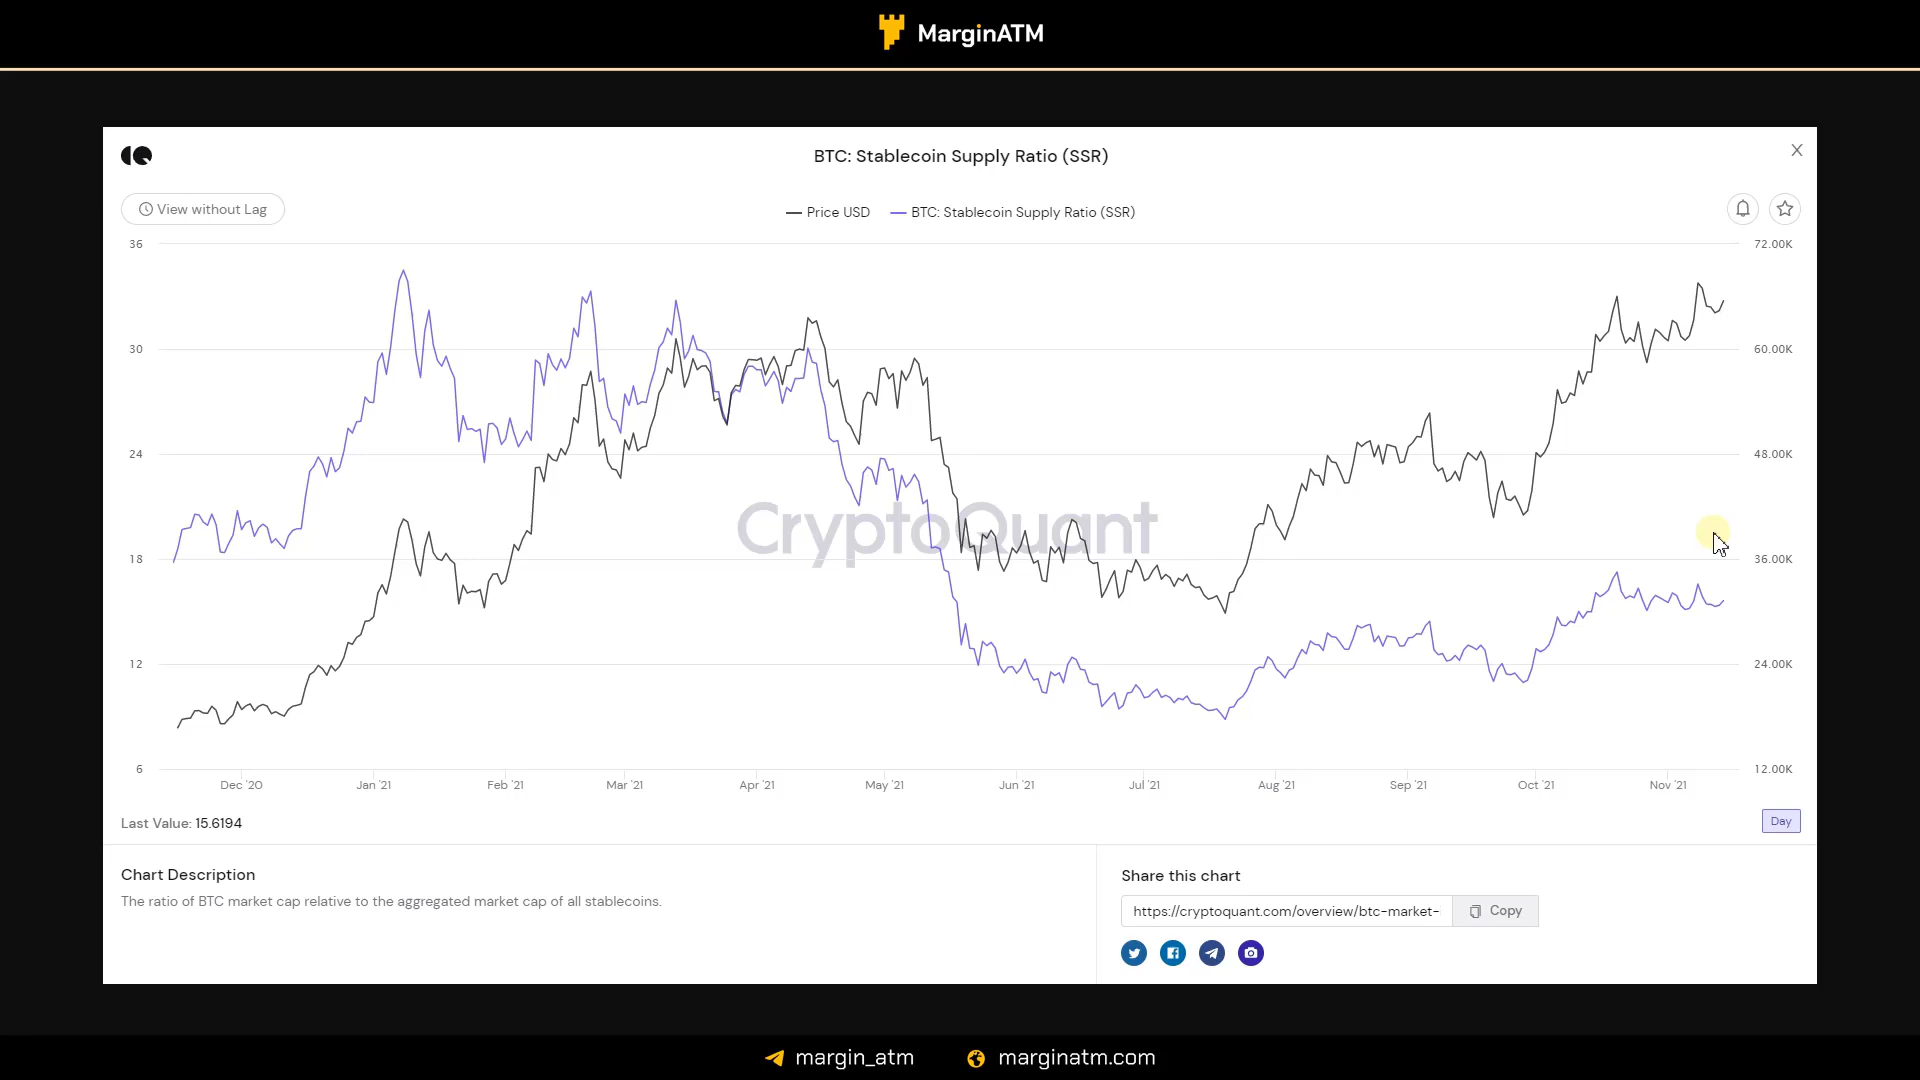 MarginATM
BTC: Stablecoin Supply Ratio (SSR)
View without Lag
Price USD
BTC: Stablecoin Supply Ratio (SSR)
36
72.00K
30
60.00K
24
48.00K
CryptoQuant
18
36.00K
12
24.00K
6
12.00K
Dec '20
Jan '21
Feb '21
Mar '21
Apr '21
May '21
Jun '21
Jul '21
Aug '21
Sep '21
Oct '21
Nov '21
Last Value: 15.6194
Day
Chart Description
The ratio of BTC market cap relative to the aggregated market cap of all stablecoins.
Share this chart
https://cryptoquant.com/overview/btc-market-
Copy
margin_atm
marginatm.com